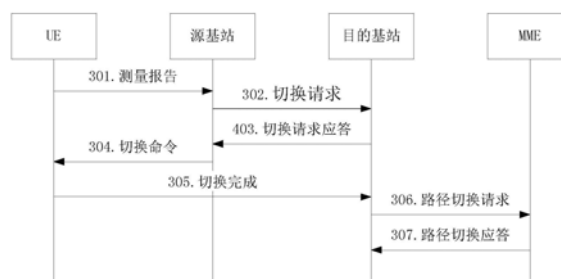 UE
源基站
目的基站
MME
301.测量报告
302.切换请求
403.切换请求应答
304.切换命令
305.切换完成
306.路径切换请求
307.路径切换应答